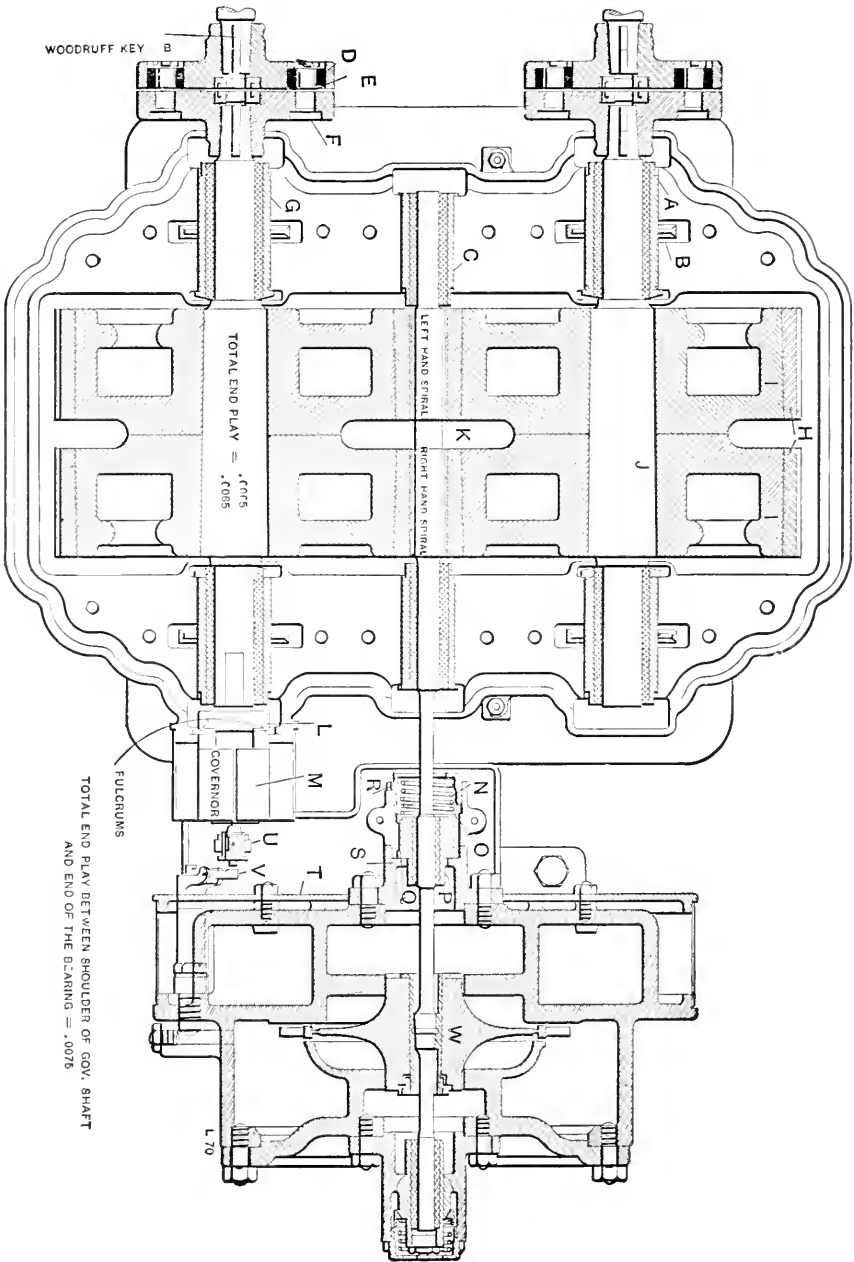 WOODRUFF KEY B
D
E
F
G
A
B
C
LEFT HAND SPIRAL
RIGHT HAND SPIRAL
K
H
I
I
J
TOTAL END PLAY =
.0065
L
M
GOVERNOR
FULCRUMS
N
R
O
S
P
Q
U
V
T
W
L 70
TOTAL END PLAY BETWEEN SHOULDER OF GOV. SHAFT
AND END OF THE BEARING = .0075